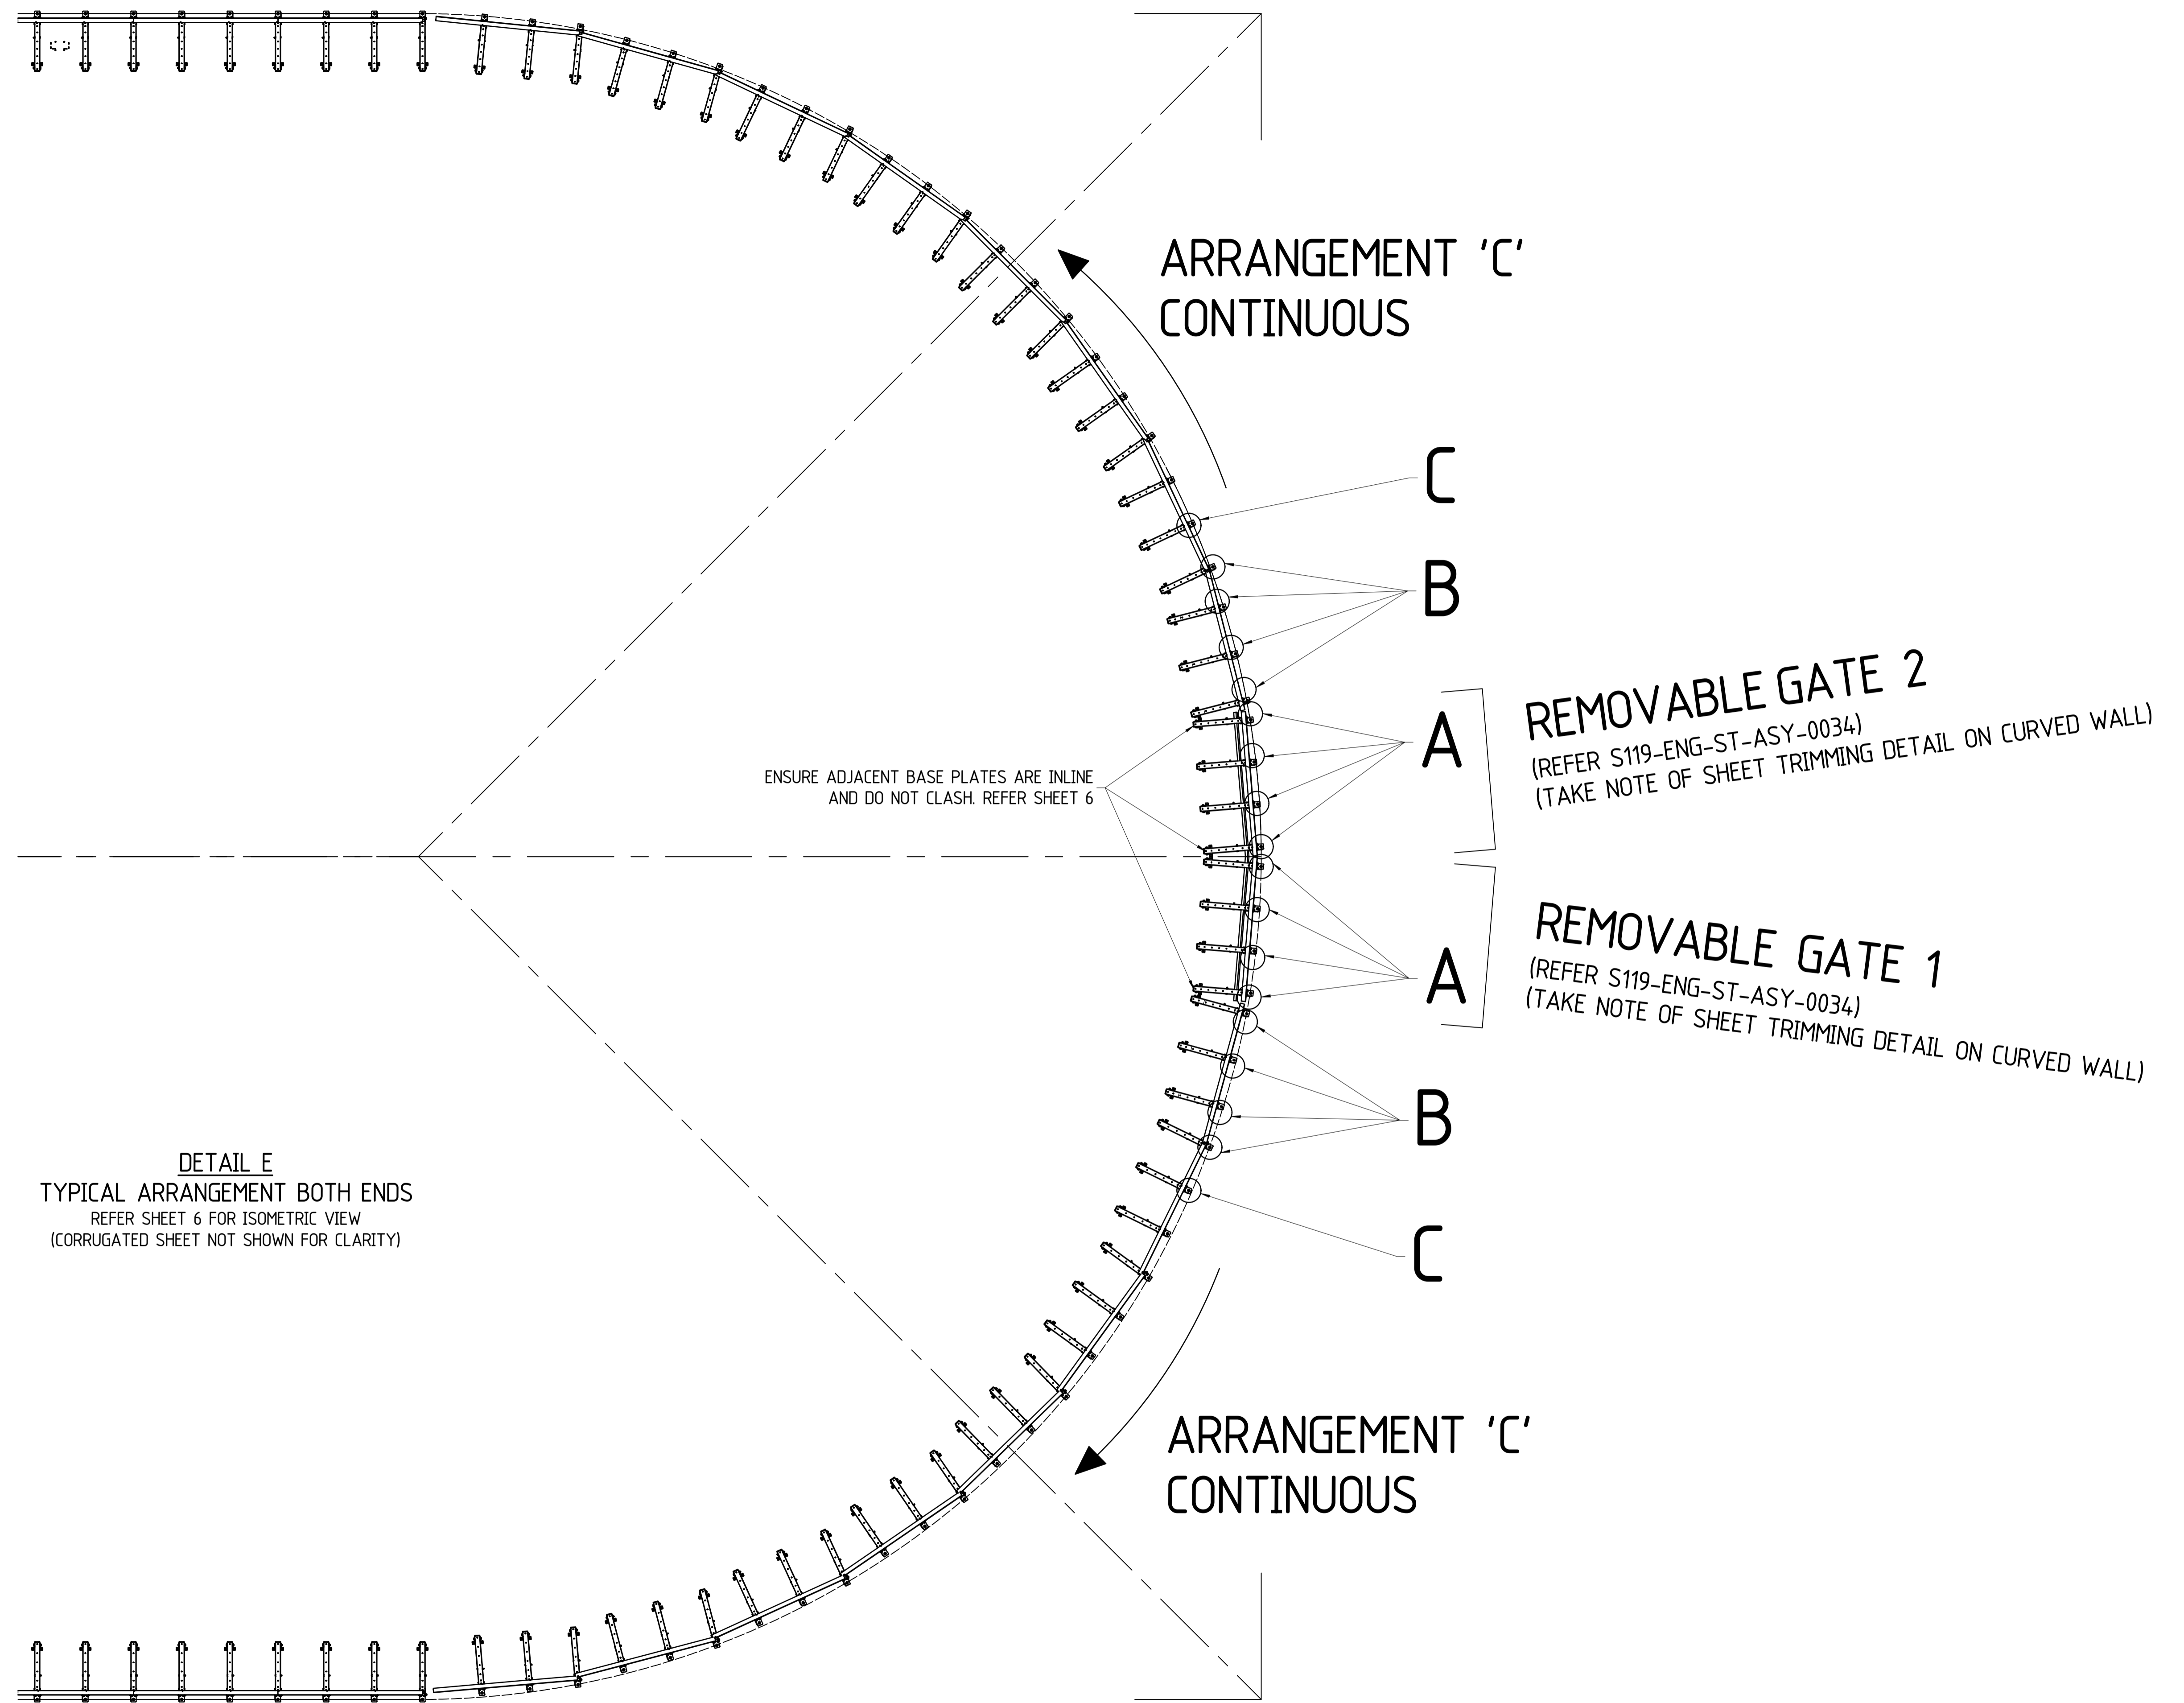 ARRANGEMENT 'C'
CONTINUOUS
C
B
REMOVABLE GATE 2
(REFER S119-ENG-ST-ASY-0034)
(TAKE NOTE OF SHEET TRIMMING DETAIL ON CURVED WALL)
A
ENSURE ADJACENT BASE PLATES ARE INLINE
AND DO NOT CLASH. REFER SHEET 6
REMOVABLE GATE 1
(REFER S119-ENG-ST-ASY-0034)
(TAKE NOTE OF SHEET TRIMMING DETAIL ON CURVED WALL)
A
B
DETAIL E
TYPICAL ARRANGEMENT BOTH ENDS
REFER SHEET 6 FOR ISOMETRIC VIEW
(CORRUGATED SHEET NOT SHOWN FOR CLARITY)
C
ARRANGEMENT 'C'
CONTINUOUS